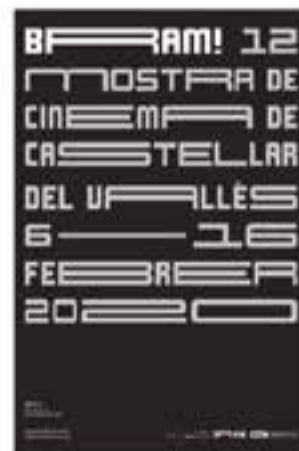 BRAM! 12
MOSTRA DE
CINEMA DE
CASTELLAR
DEL VALLÈS
6 — 16
FEBRER
2020